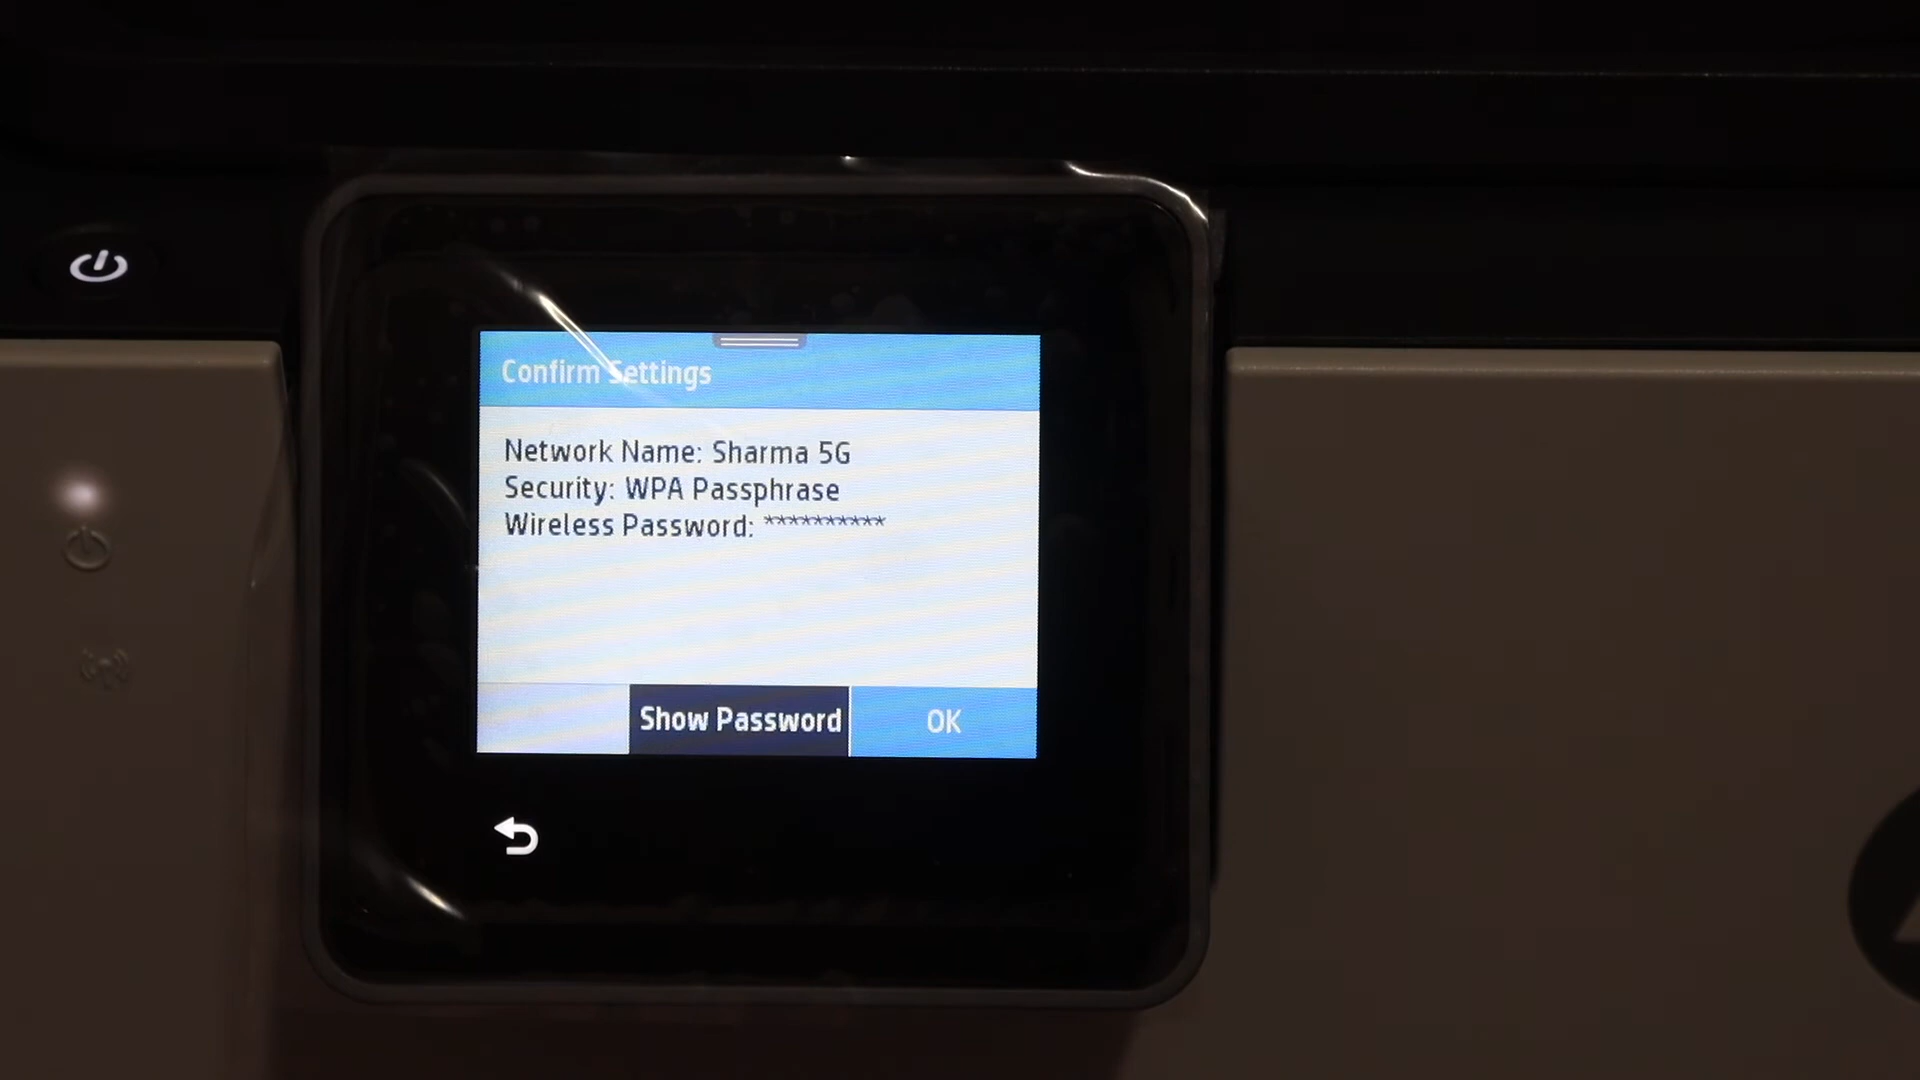 Confirm Settings
Network Name: Sharma 5G
Security: WPA Passphrase
Wireless Password: **********
Show Password
OK